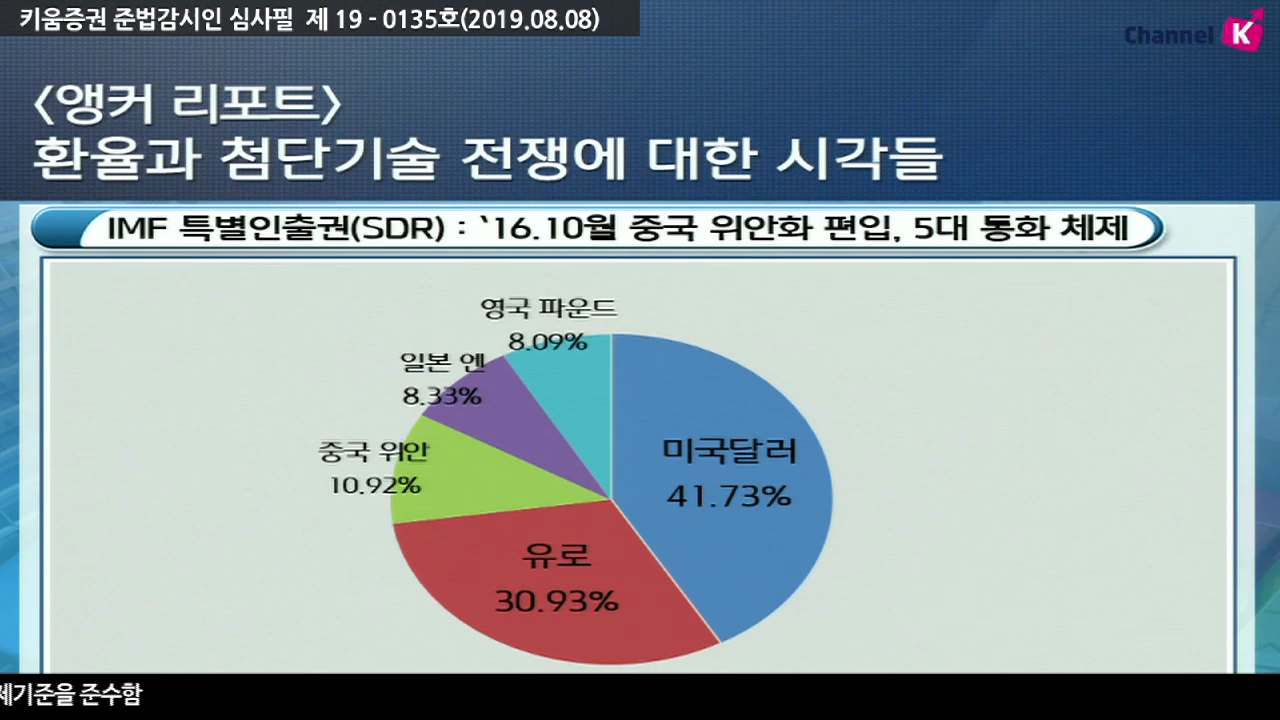 키움증권 준법감시인 심사필 제 19 - 0135호(2019.08.08)
Channel K
<앵커 리포트>
환율과 첨단기술 전쟁에 대한 시각들
IMF 특별인출권(SDR) : ‘16.10월 중국 위안화 편입, 5대 통화 체제
영국 파운드
8.09%
일본 엔
8.33%
중국 위안
10.92%
미국달러
41.73%
유로
30.93%
제기준을 준수함